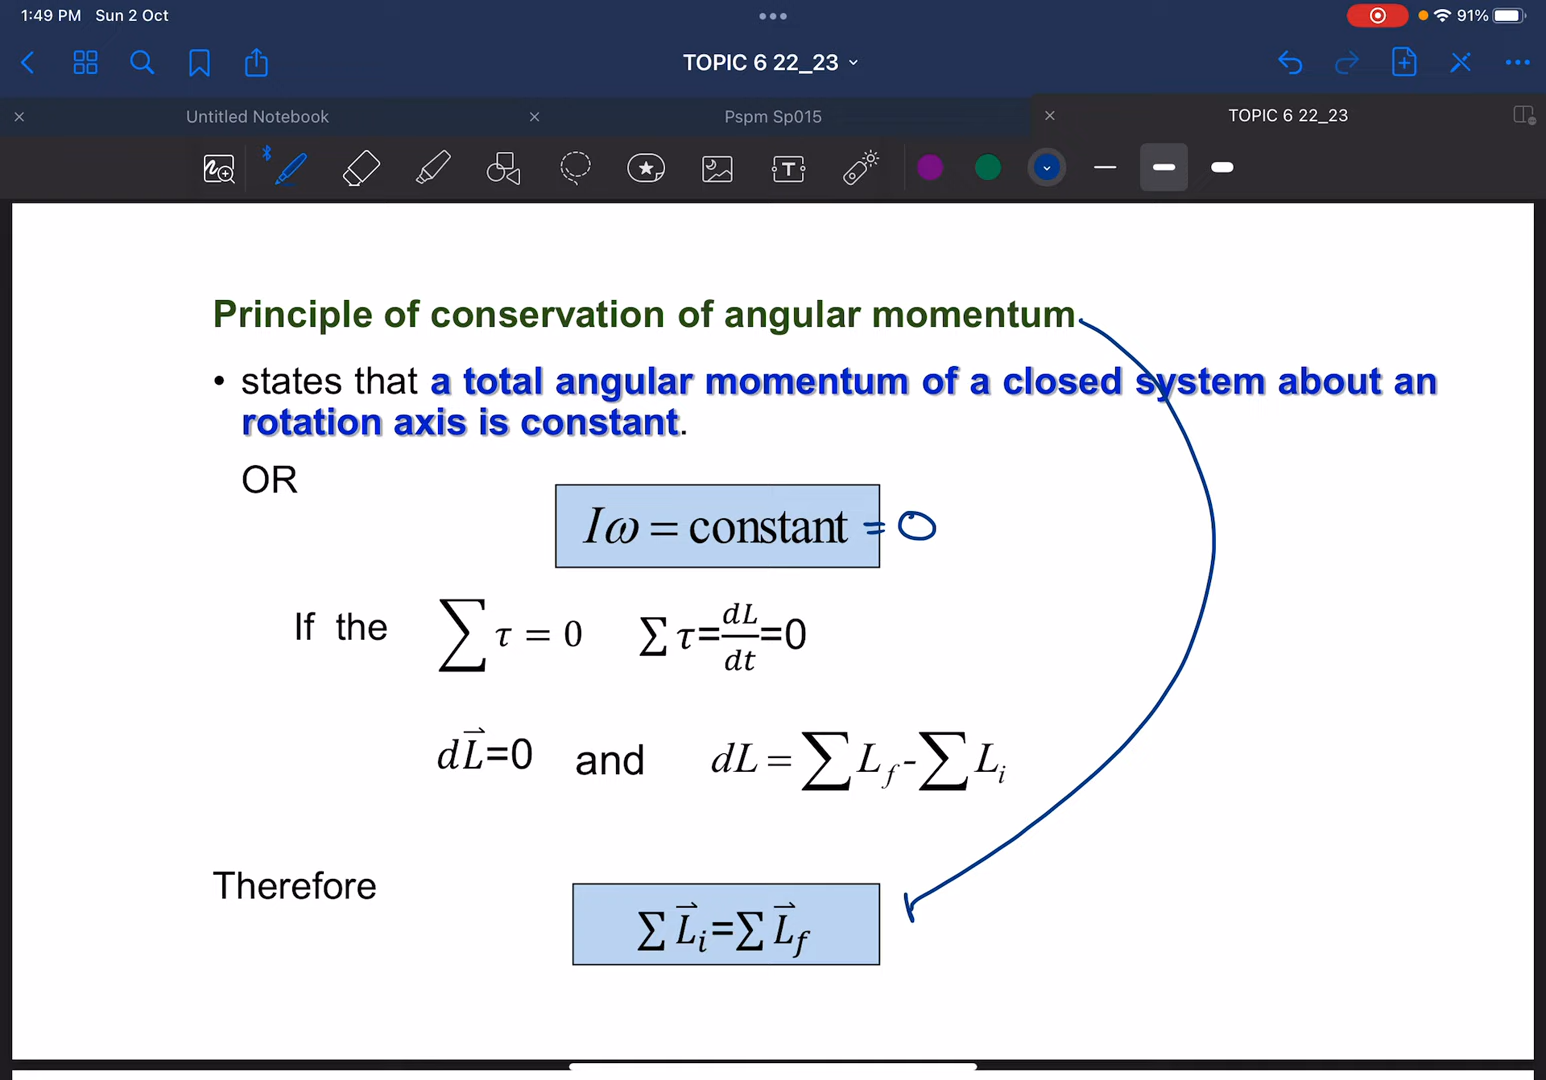 1:49 PM Sun 2 Oct
91%
TOPIC 6 22_23
Untitled Notebook
Pspm Sp015
TOPIC 6 22_23
T
Principle of conservation of angular momentum
• states that a total angular momentum of a closed system about an
rotation axis is constant.
OR
Iω = constant = 0
If the ∑ τ = 0 ∑ τ=dL/dt=0
dL⃗=0 and dL = ∑ L_f - ∑ L_i
Therefore
∑ L⃗_i=∑ L⃗_f